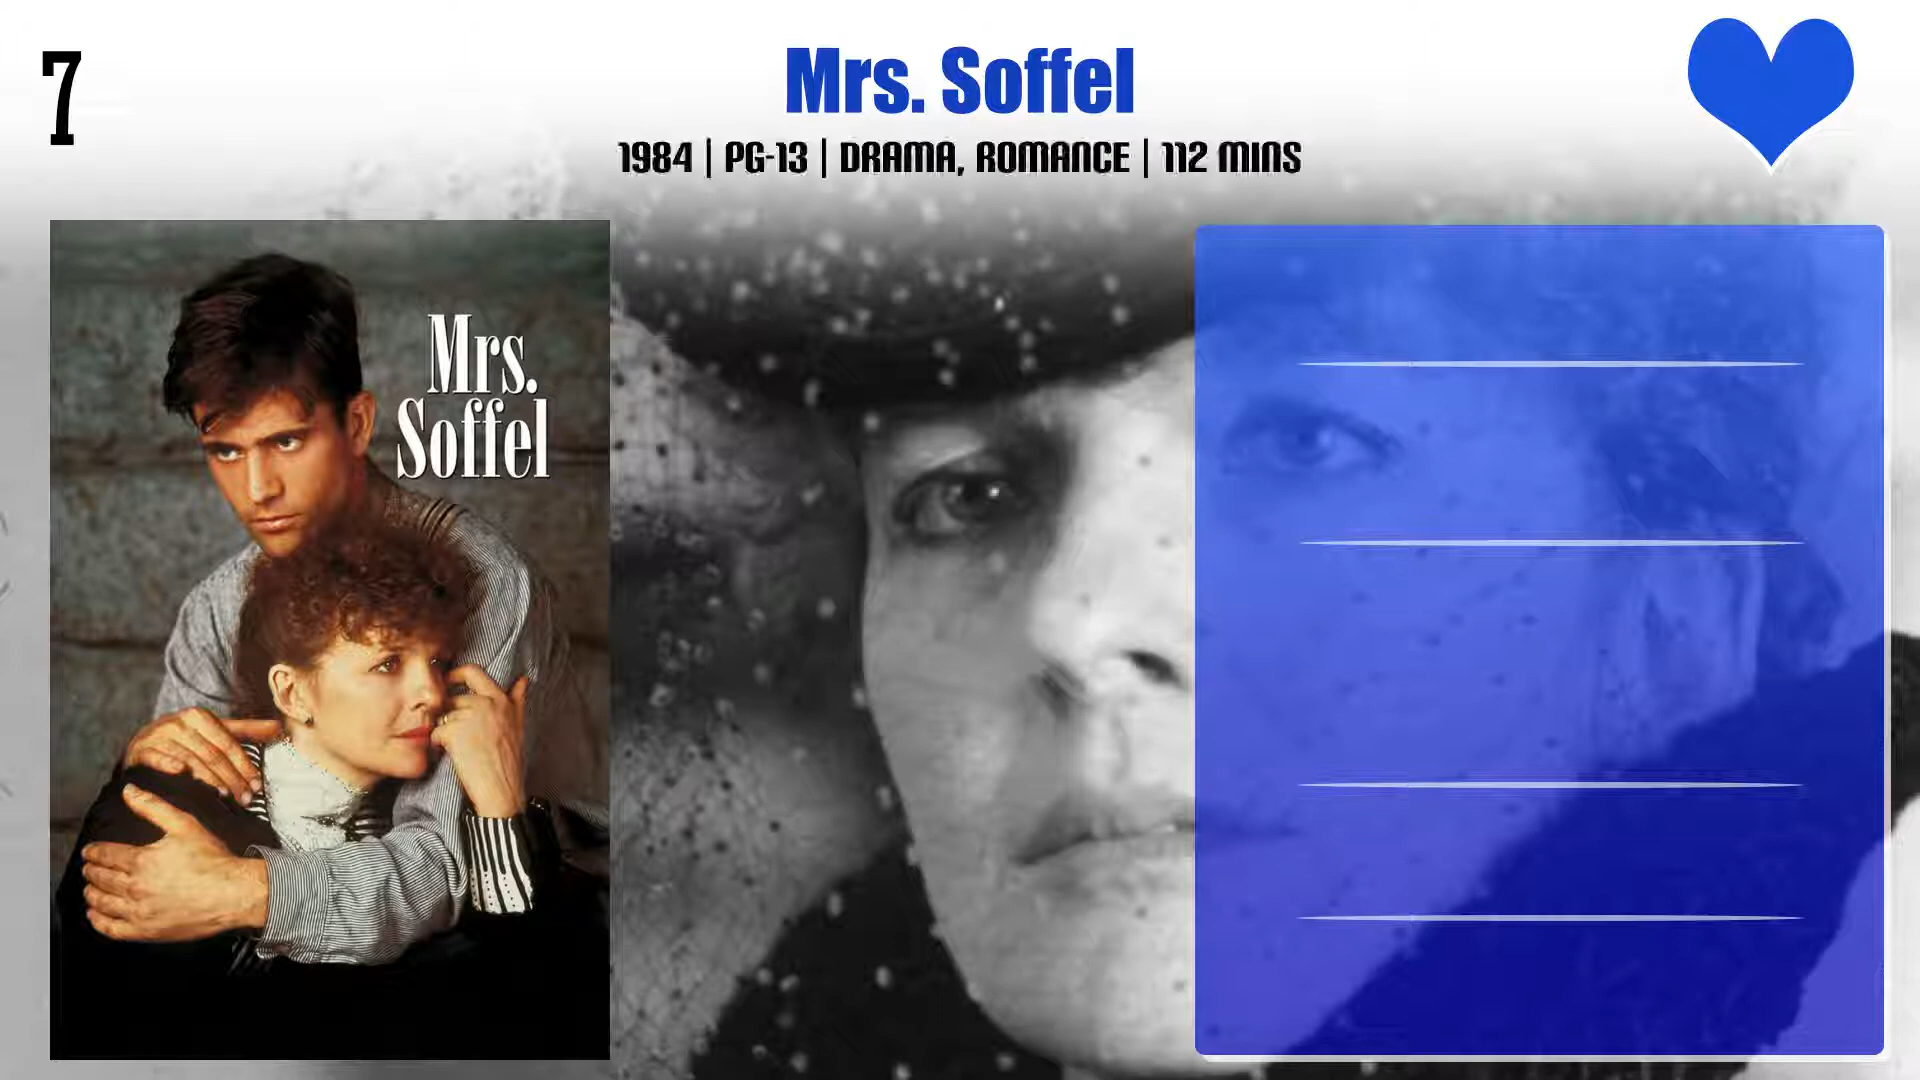 7
Mrs. Soffel
1984 | PG-13 | DRAMA, ROMANCE | 112 MINS
Mrs.
Soffel